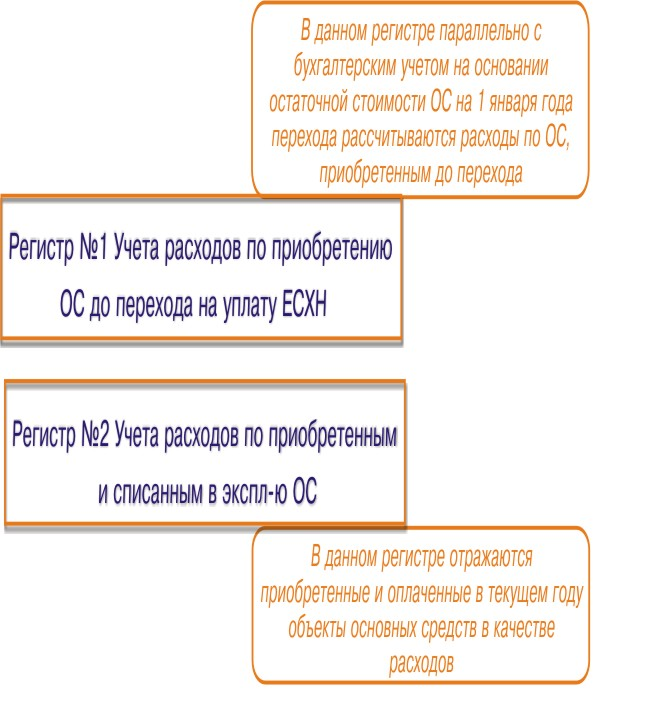 В данном регистре параллельно с
бухгалтерским учетом на основании
остаточной стоимости ОС на 1 января года
перехода рассчитываются расходы по ОС,
приобретенным до перехода
Регистр №1 Учета расходов по приобретению
ОС до перехода на уплату ЕСХН
Регистр №2 Учета расходов по приобретенным
и списанным в экспл-ю ОС
В данном регистре отражаются
приобретенные и оплаченные в текущем году
объекты основных средств в качестве
расходов